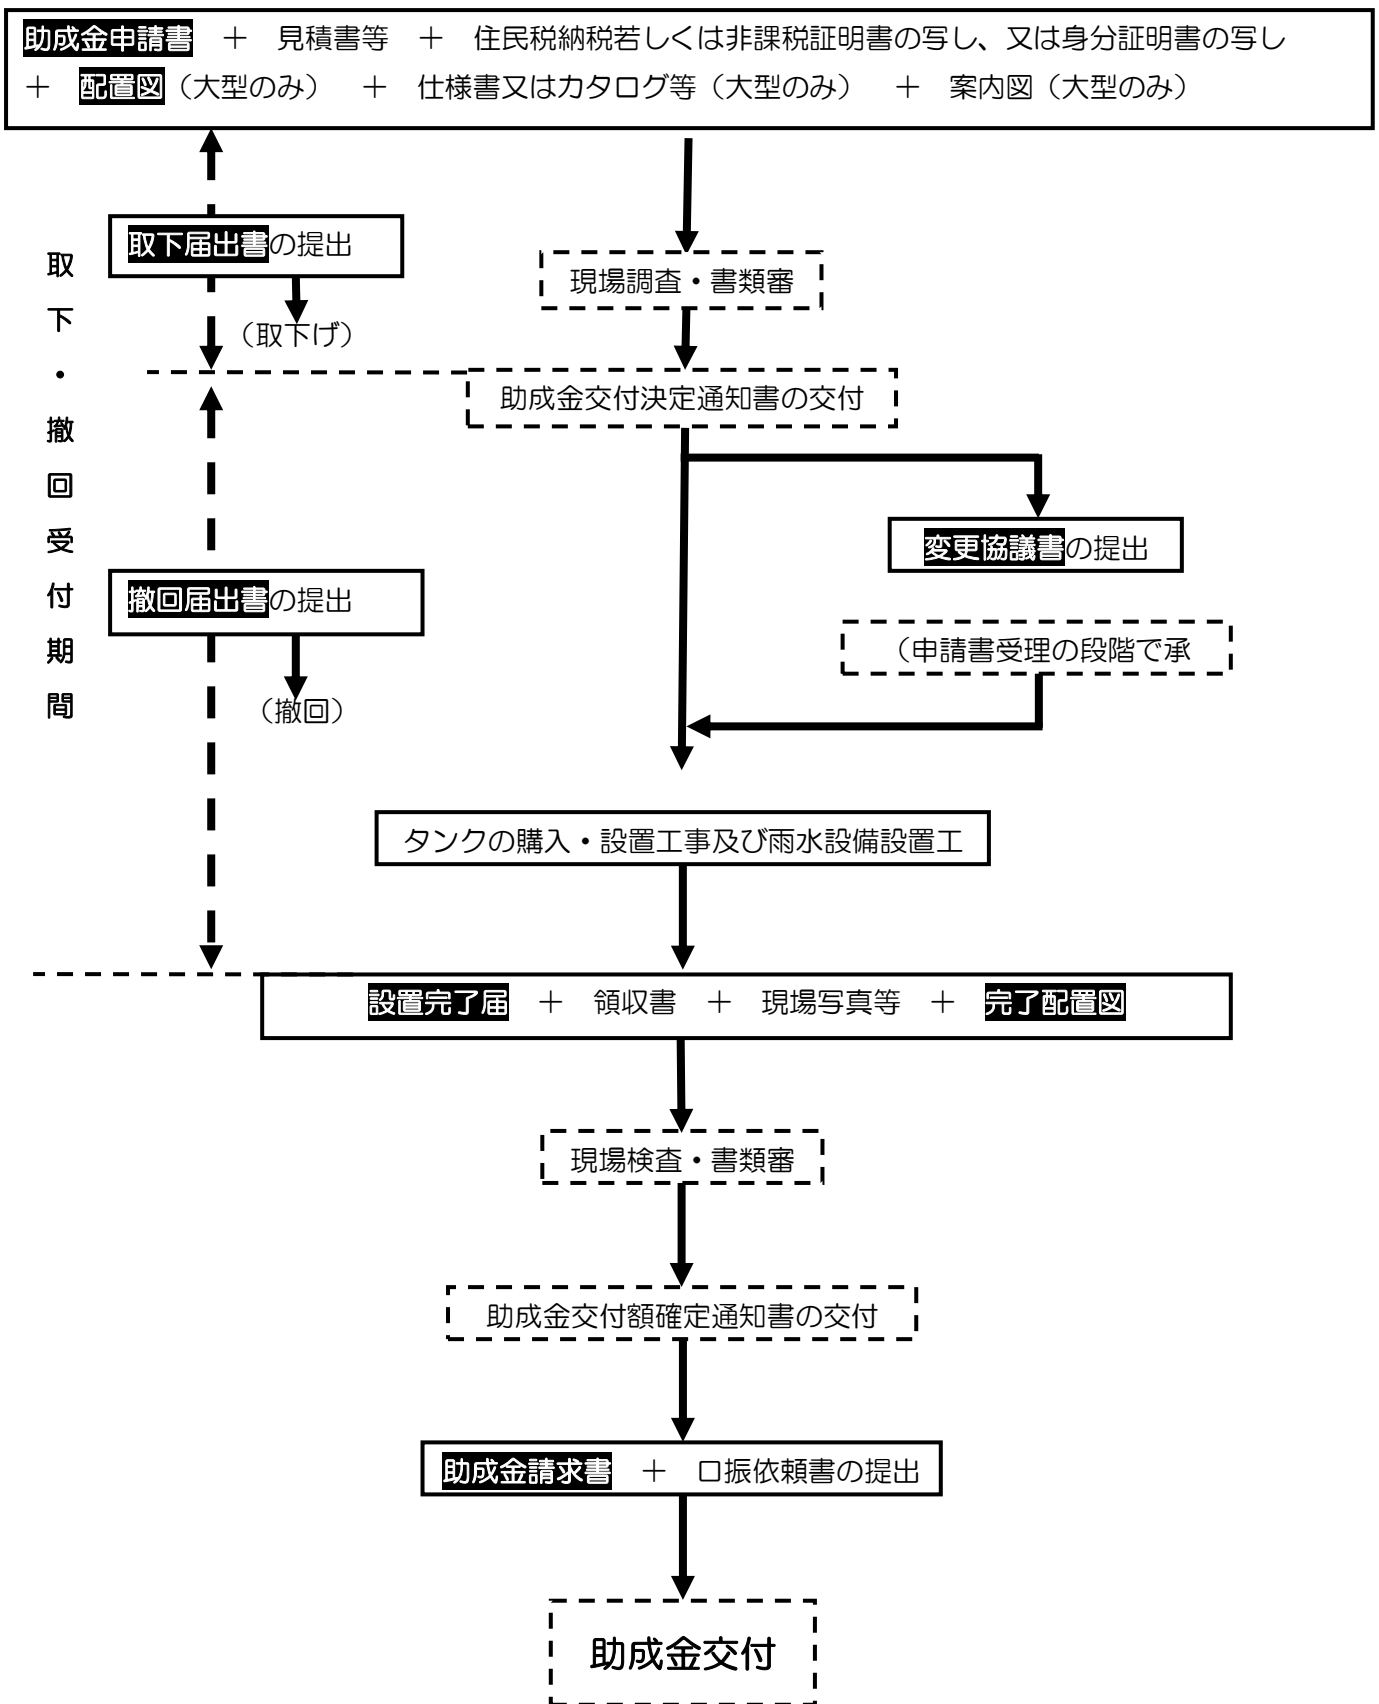 助成金申請書 ＋ 見積書等 ＋ 住民税納税若しくは非課税証明書の写し、又は身分証明書の写し
＋ 配置図（大型のみ） ＋ 仕様書又はカタログ等（大型のみ） ＋ 案内図（大型のみ）
取下・撤回受付期間
取下届出書の提出
（取下げ）
現場調査・書類審
助成金交付決定通知書の交付
変更協議書の提出
撤回届出書の提出
（撤回）
（申請書受理の段階で承
タンクの購入・設置工事及び雨水設備設置工
設置完了届 ＋ 領収書 ＋ 現場写真等 ＋ 完了配置図
現場検査・書類審
助成金交付額確定通知書の交付
助成金請求書 ＋ 口振依頼書の提出
助成金交付